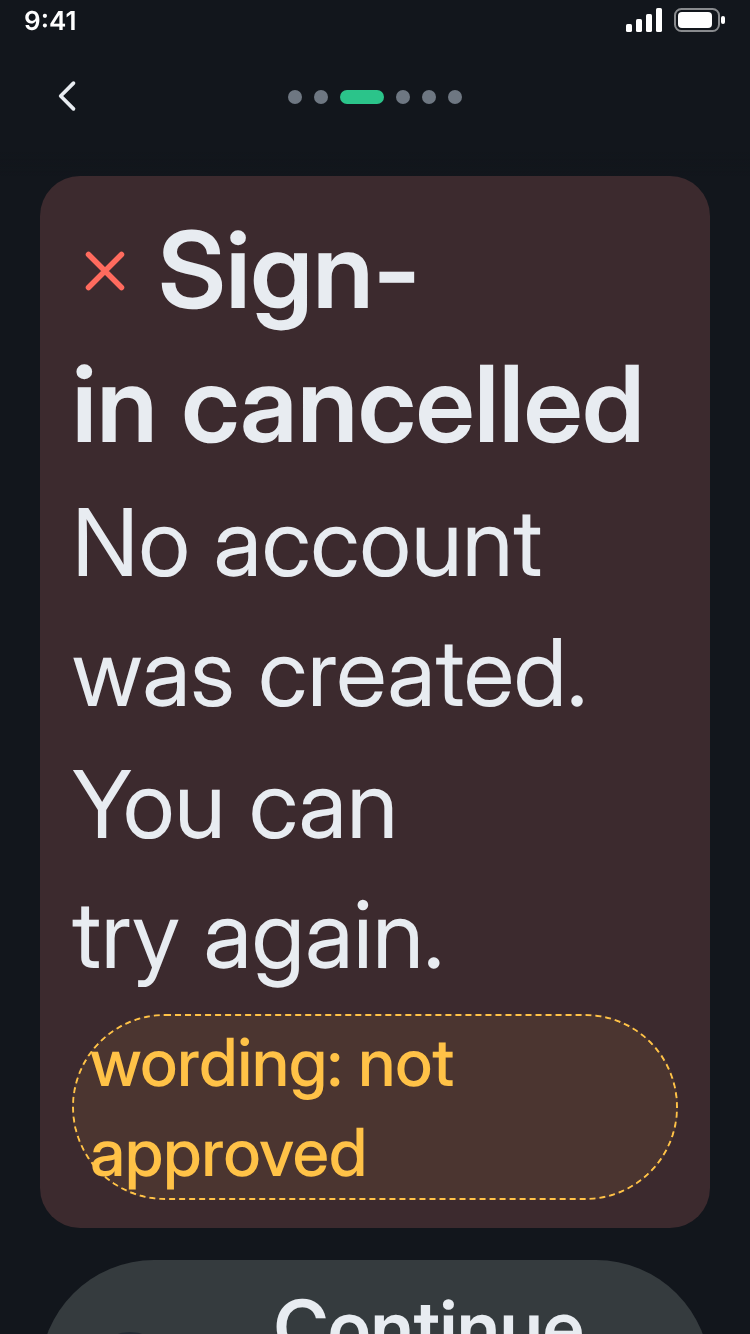 9:41
Sign-
in cancelled
No account
was created.
You can
try again.
wording: not
approved
Continue